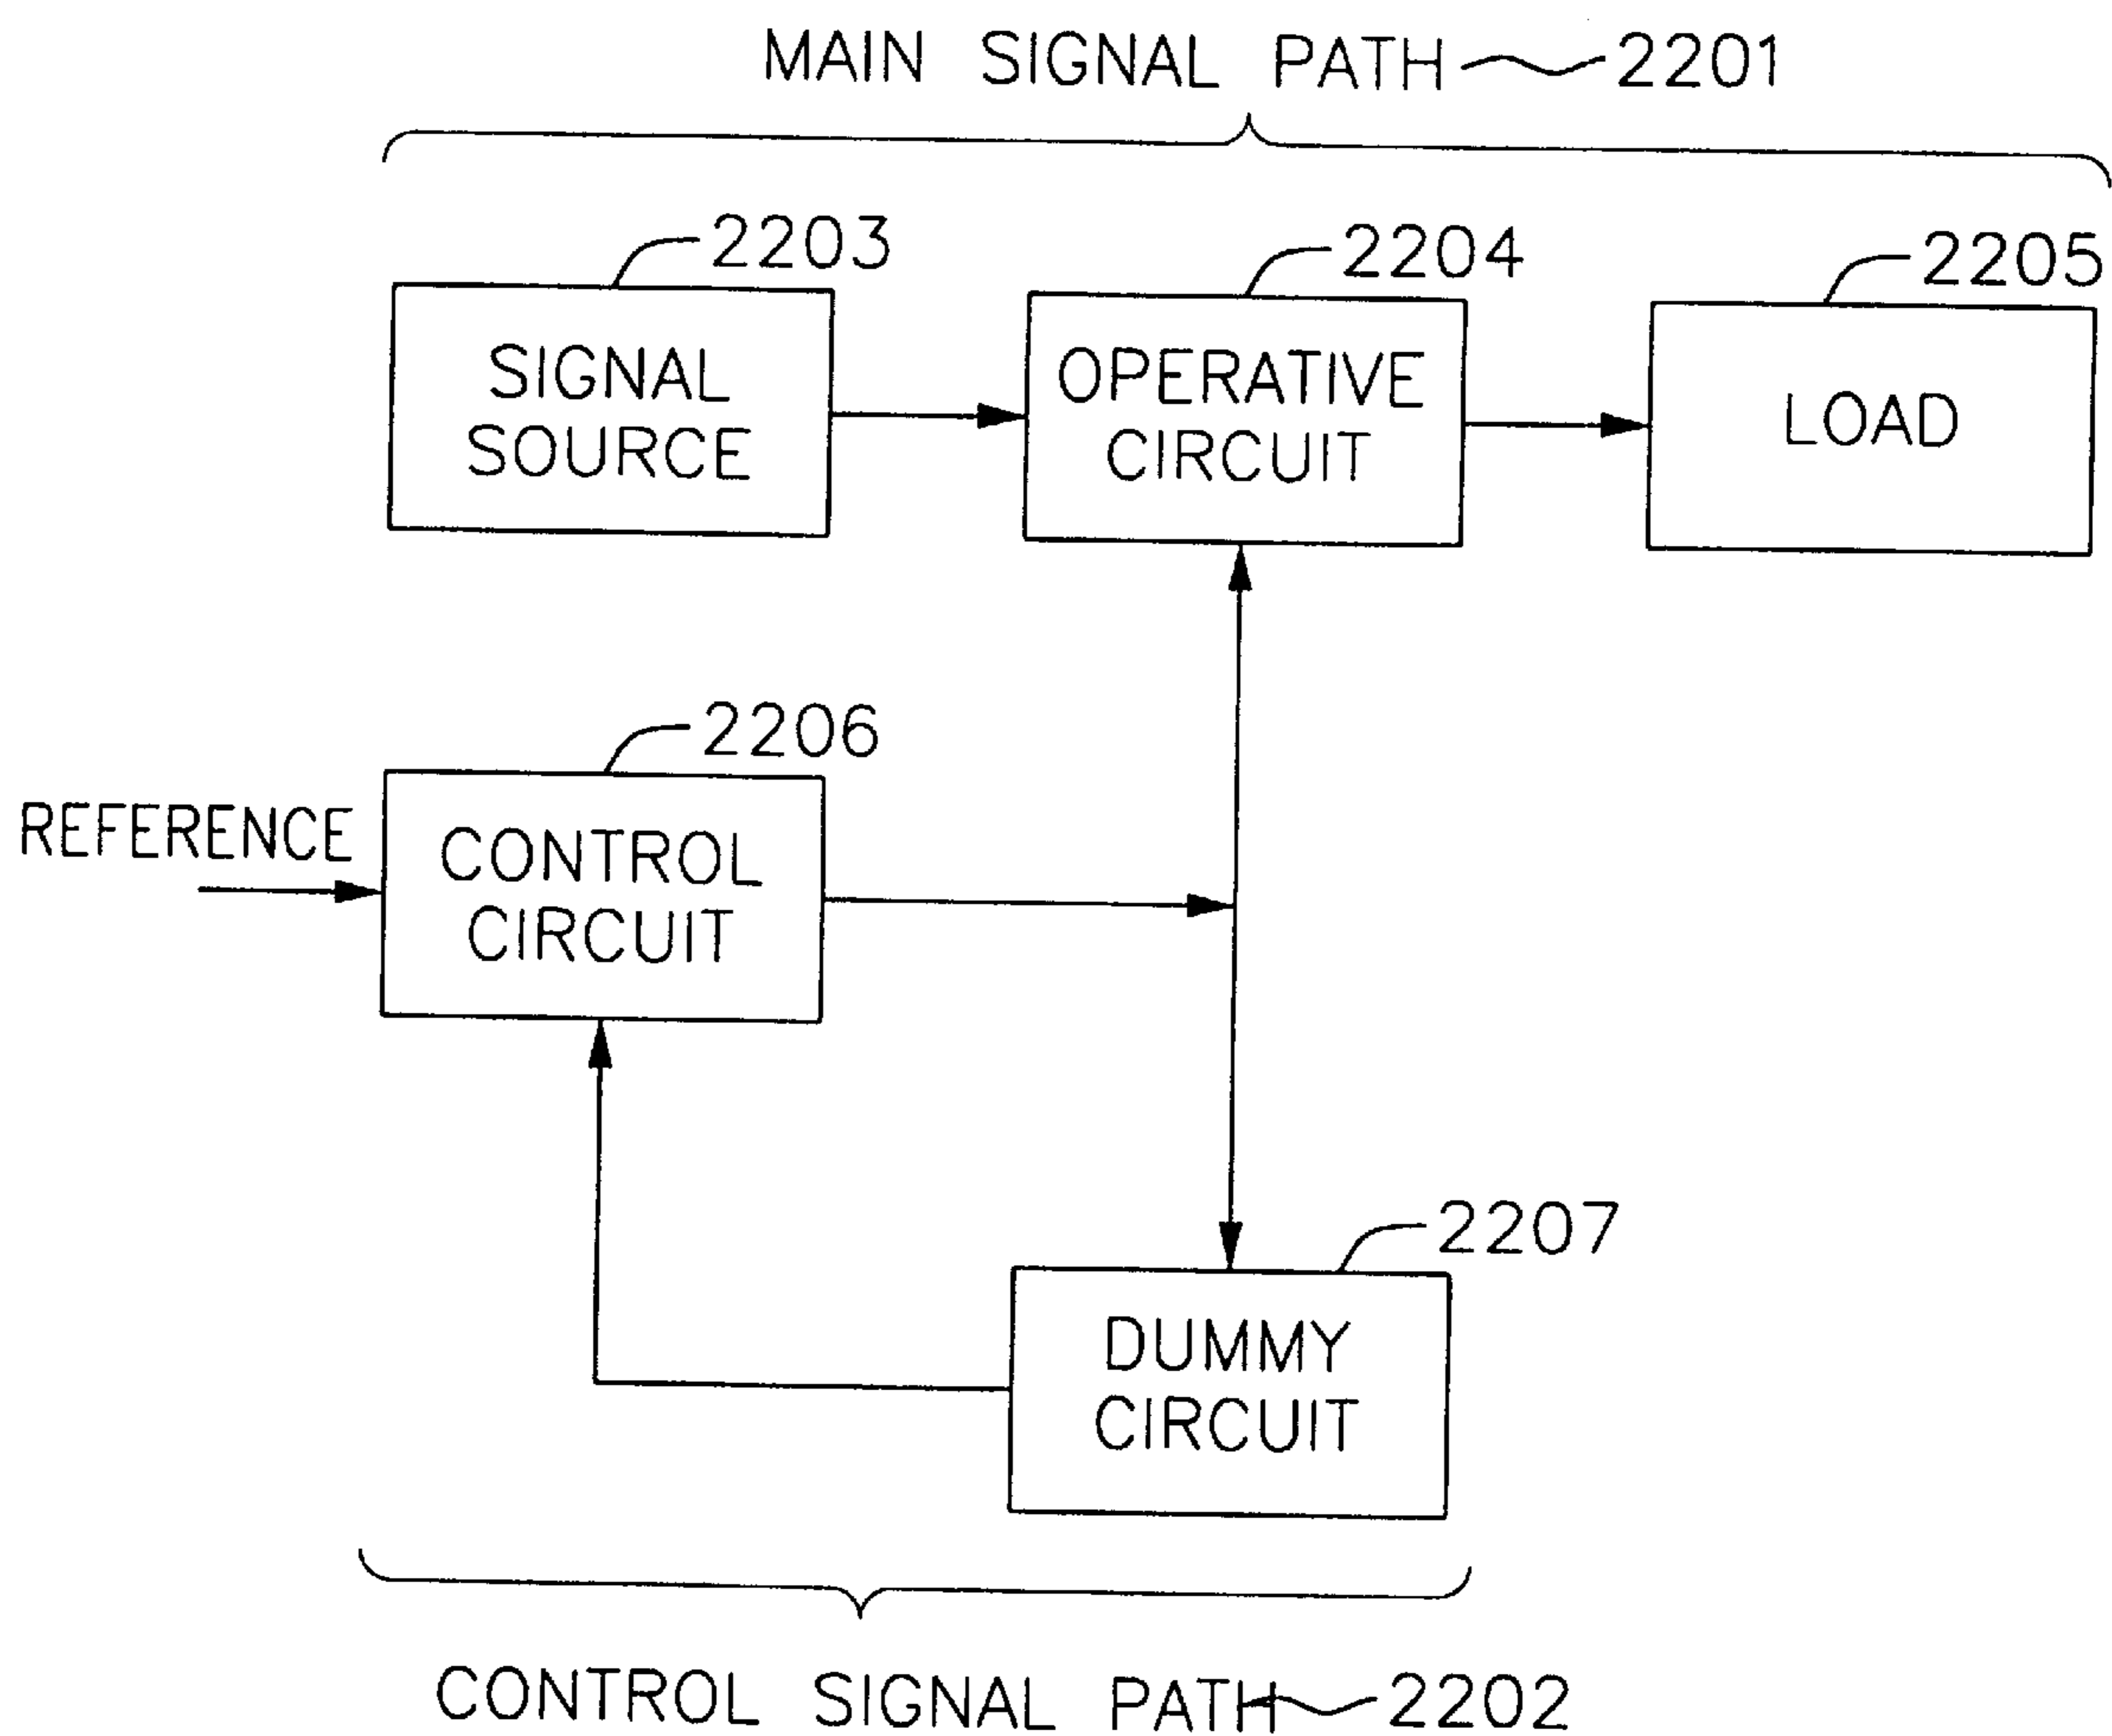 MAIN SIGNAL PATH 2201
2203
2204
2205
SIGNAL
SOURCE
OPERATIVE
CIRCUIT
LOAD
2206
REFERENCE
CONTROL
CIRCUIT
2207
DUMMY
CIRCUIT
CONTROL SIGNAL PATH 2202